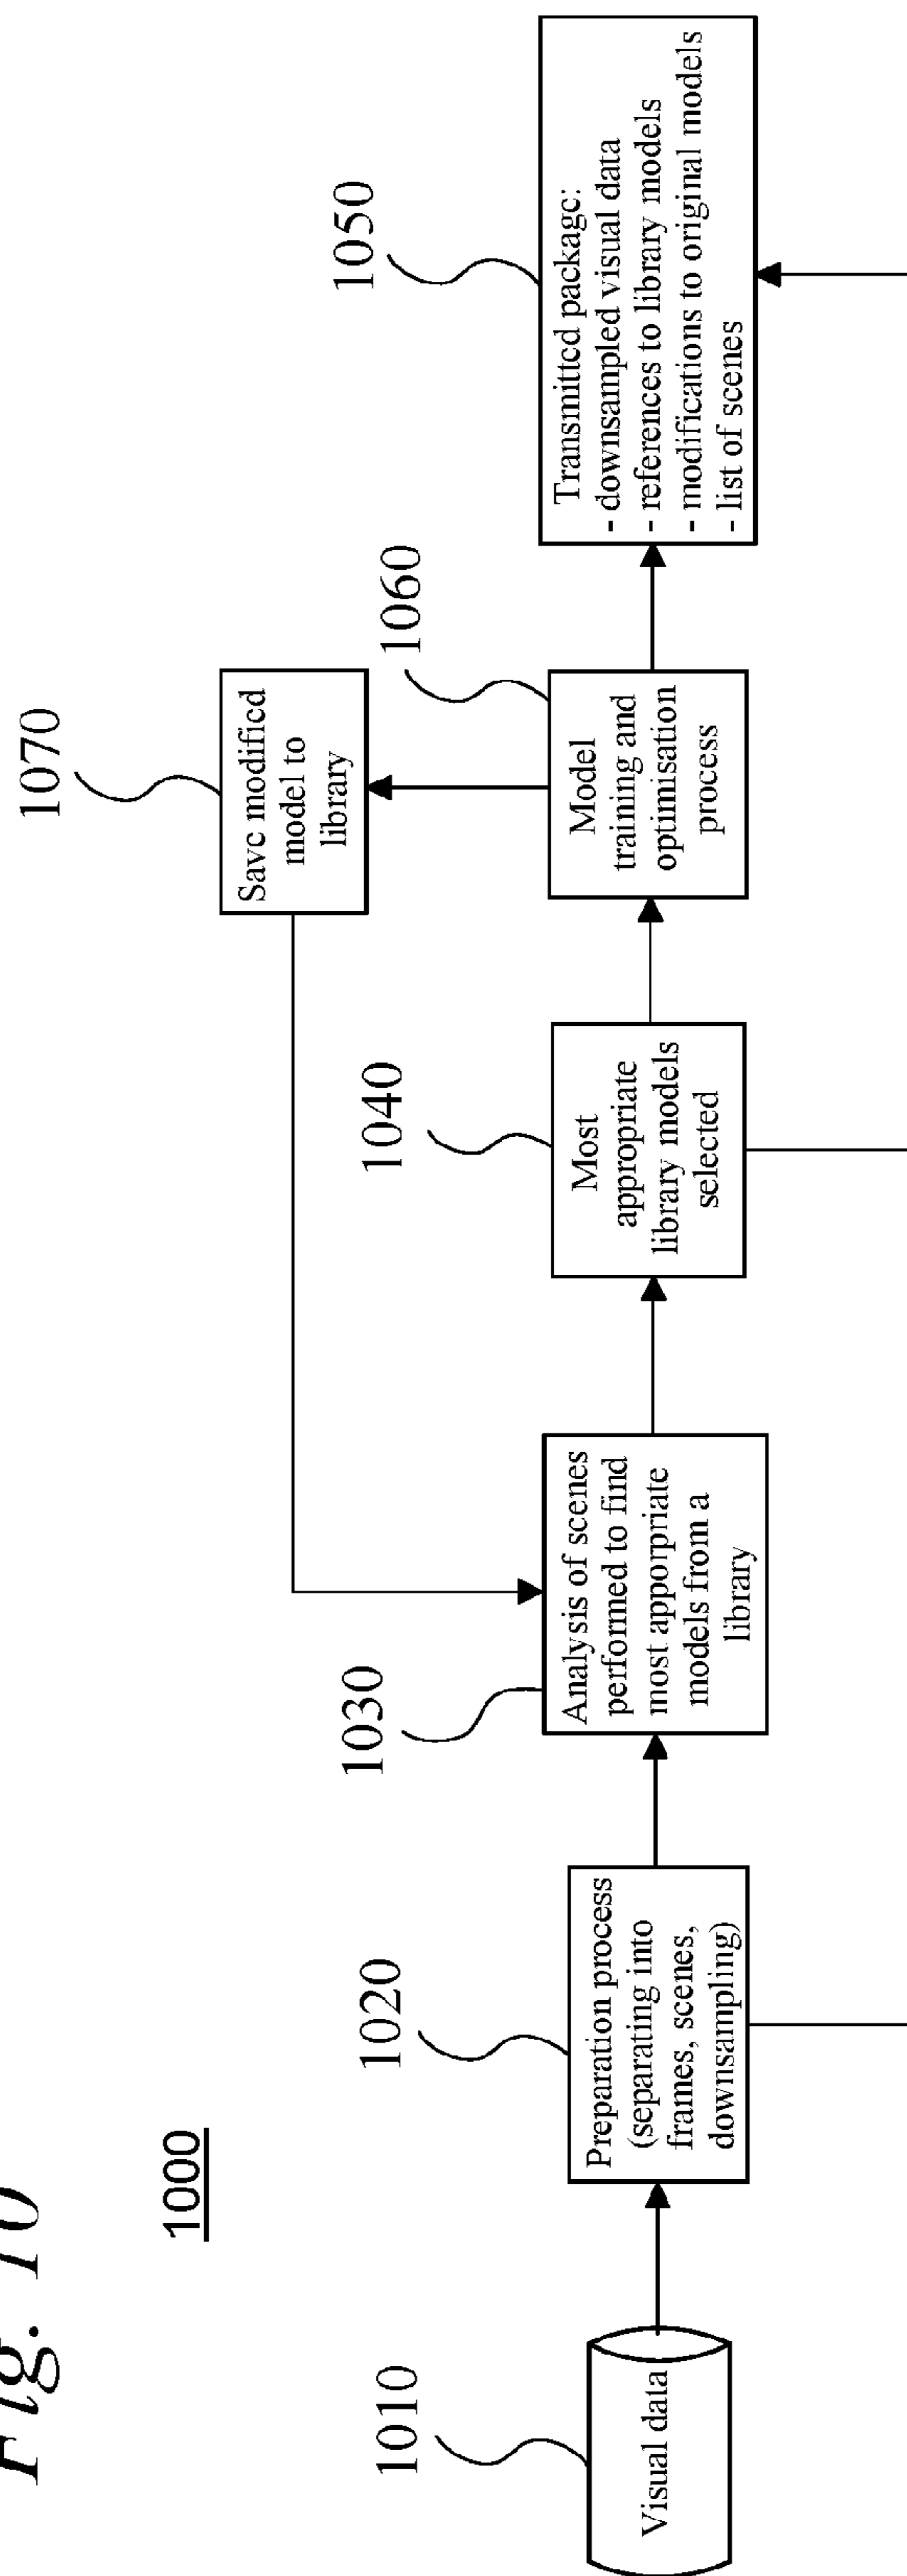 Fig. 10
1000
1010
Visual data
1020
Preparation process
(separating into
frames, scenes,
downsampling)
1030
Analysis of scenes
performed to find
most apporpriate
models from a
library
1040
Most
appropriate
library models
selected
1060
Model
training and
optimisation
process
1070
Save modified
model to
library
1050
Transmitted package:
- downsampled visual data
- references to library models
- modifications to original models
- list of scenes